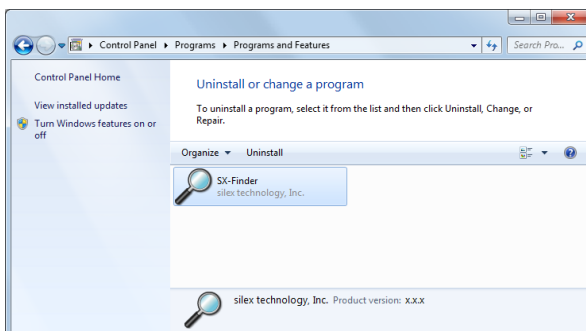 Control Panel Programs Programs and Features
Search Pro...
Control Panel Home
View installed updates
Turn Windows features on or
off
Uninstall or change a program
To uninstall a program, select it from the list and then click Uninstall, Change, or
Repair.
Organize Uninstall
SX-Finder
silex technology, Inc.
silex technology, Inc. Product version: x.x.x